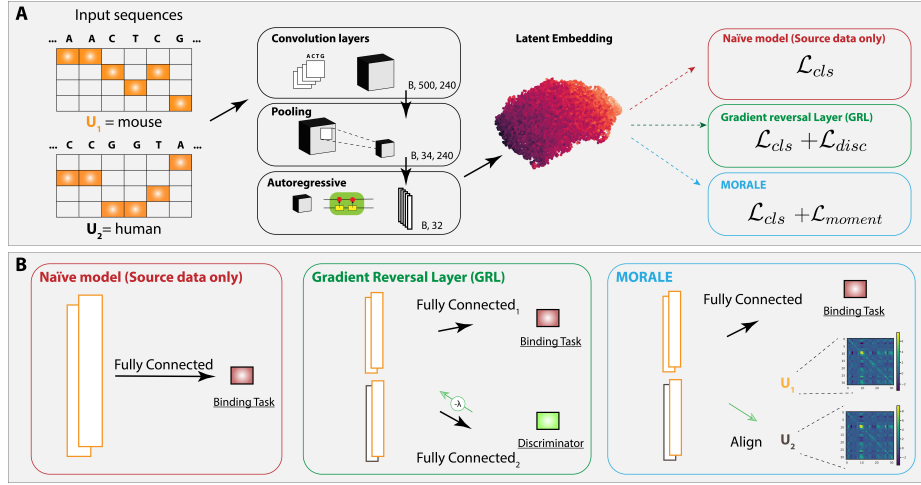 A
Input sequences
... A A C T C G ...
U1 = mouse
... C C G G T A ...
U2= human
Convolution layers
A C T G
B, 500, 240
Pooling
B, 34, 240
Autoregressive
B, 32
Latent Embedding
Naïve model (Source data only)
ℒcls
Gradient reversal Layer (GRL)
ℒcls +ℒdisc
MORALE
ℒcls +ℒmoment
B
Naïve model (Source data only)
Fully Connected
Binding Task
Gradient Reversal Layer (GRL)
Fully Connected1
Binding Task
-λ
Discriminator
Fully Connected2
MORALE
Fully Connected
Binding Task
U1
Align
U2